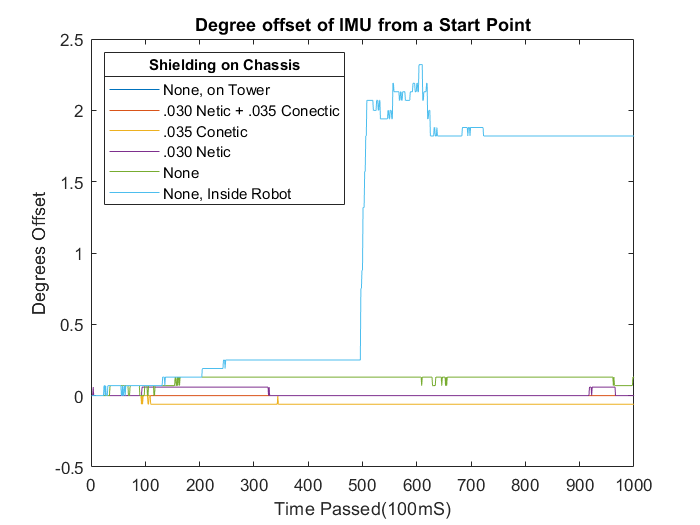 Degree offset of IMU from a Start Point
2.5
2
1.5
1
0.5
0
-0.5
Degrees Offset
Shielding on Chassis
None, on Tower
.030 Netic + .035 Conectic
.035 Conetic
.030 Netic
None
None, Inside Robot
0 100 200 300 400 500 600 700 800 900 1000
Time Passed(100mS)